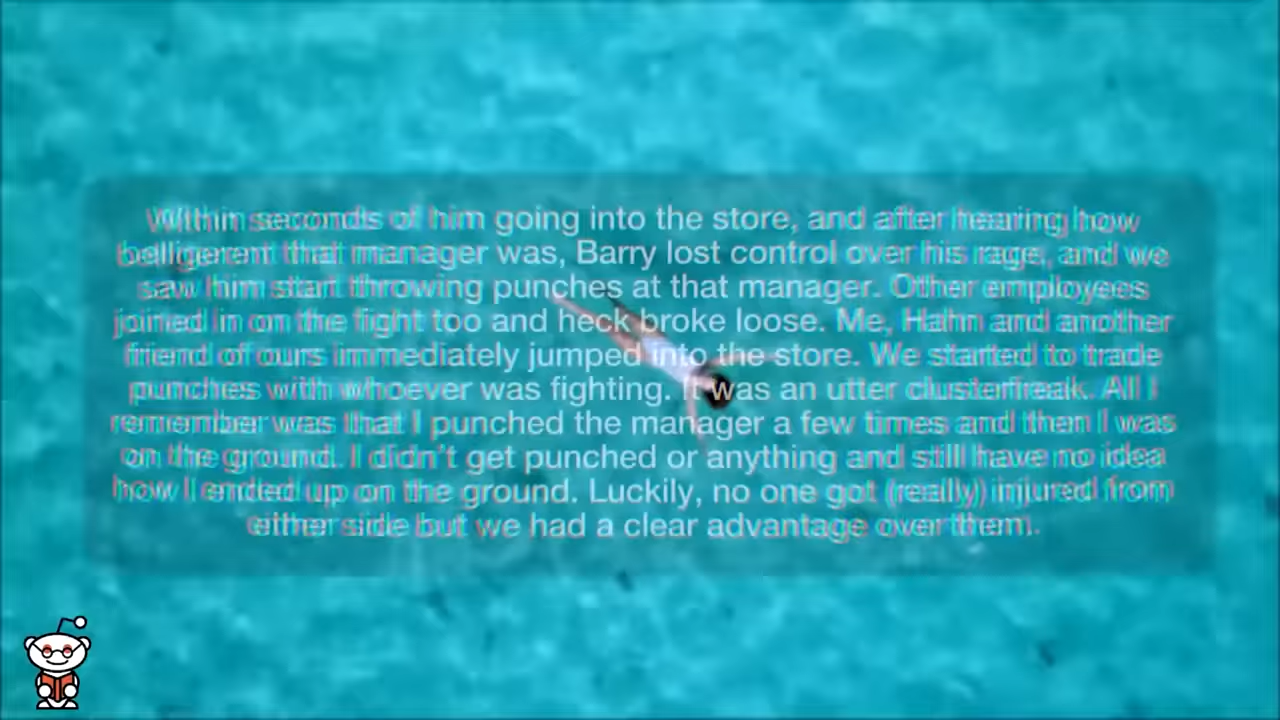 Within seconds of him going into the store, and after hearing how
belligerent that manager was, Barry lost control over his rage, and we
saw him start throwing punches at that manager. Other employees
joined in on the fight too and heck broke loose. Me, Hahn and another
friend of ours immediately jumped into the store. We started to trade
punches with whoever was fighting. It was an utter clusterfreak. All I
remember was that I punched the manager a few times and then I was
on the ground. I didn't get punched or anything and still have no idea
how I ended up on the ground. Luckily, no one got (really) injured from
either side but we had a clear advantage over them.